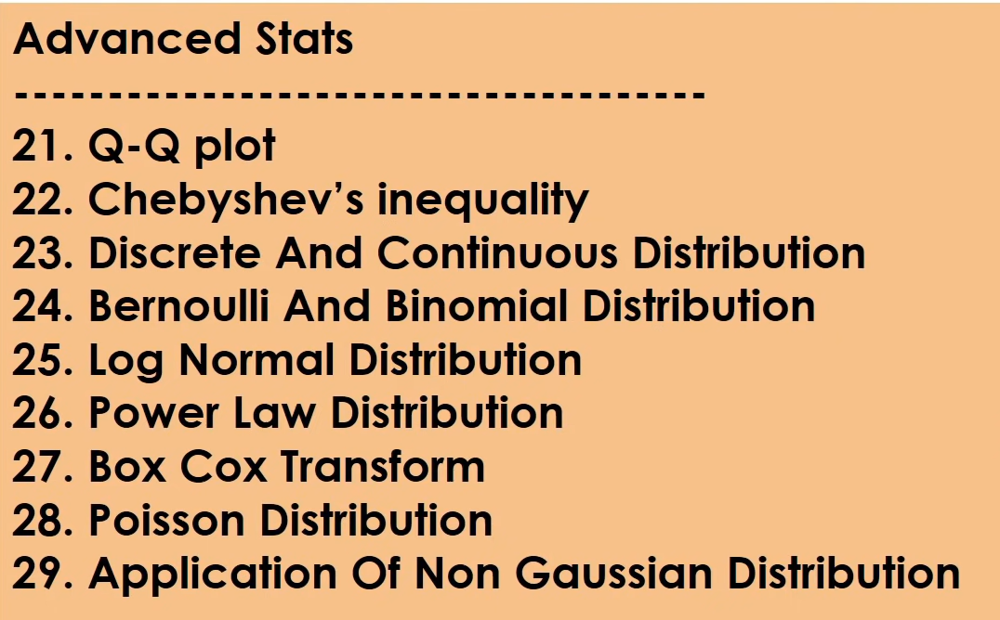 Advanced Stats
--------------------------------------
21. Q-Q plot
22. Chebyshev’s inequality
23. Discrete And Continuous Distribution
24. Bernoulli And Binomial Distribution
25. Log Normal Distribution
26. Power Law Distribution
27. Box Cox Transform
28. Poisson Distribution
29. Application Of Non Gaussian Distribution